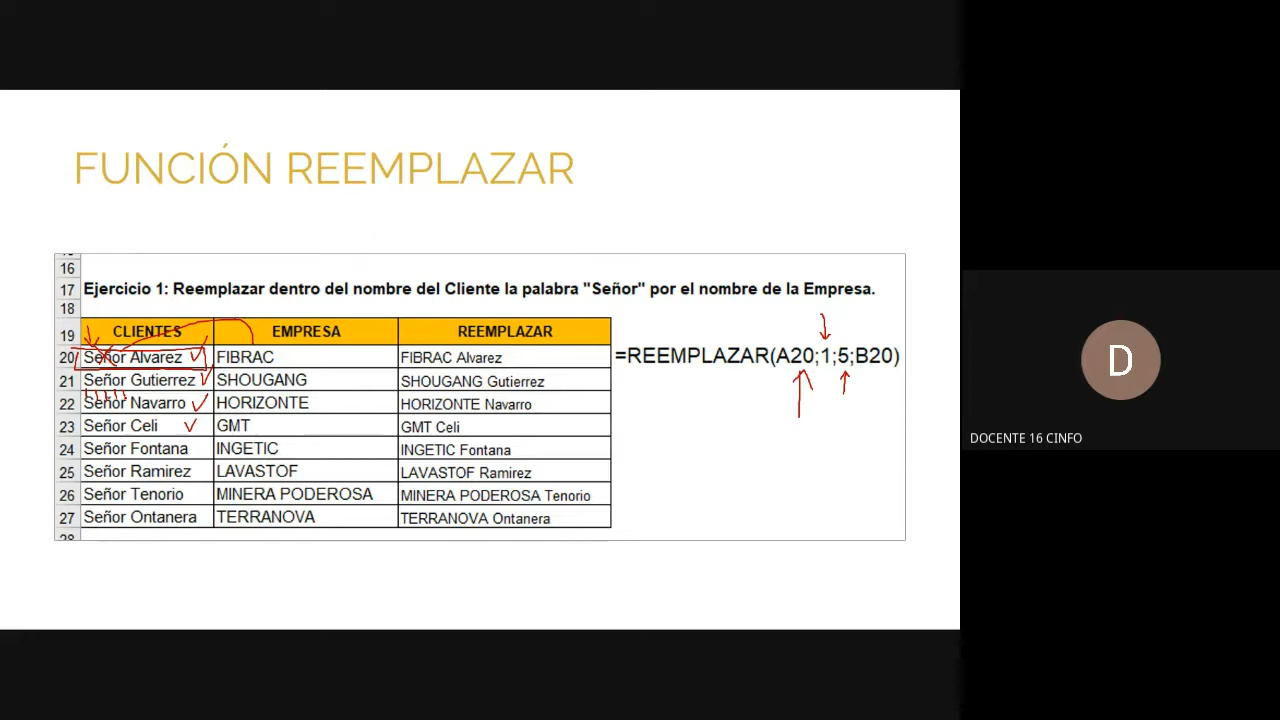 FUNCIÓN REEMPLAZAR
16
17 Ejercicio 1: Reemplazar dentro del nombre del Cliente la palabra "Señor" por el nombre de la Empresa.
18
19 CLIENTES EMPRESA REEMPLAZAR
20 Señor Alvarez FIBRAC FIBRAC Alvarez =REEMPLAZAR(A20;1;5;B20)
21 Señor Gutierrez SHOUGANG SHOUGANG Gutierrez
22 Señor Navarro HORIZONTE HORIZONTE Navarro
23 Señor Celi GMT GMT Celi
24 Señor Fontana INGETIC INGETIC Fontana
25 Señor Ramirez LAVASTOF LAVASTOF Ramirez
26 Señor Tenorio MINERA PODEROSA MINERA PODEROSA Tenorio
27 Señor Ontanera TERRANOVA TERRANOVA Ontanera
28
D
DOCENTE 16 CINFO